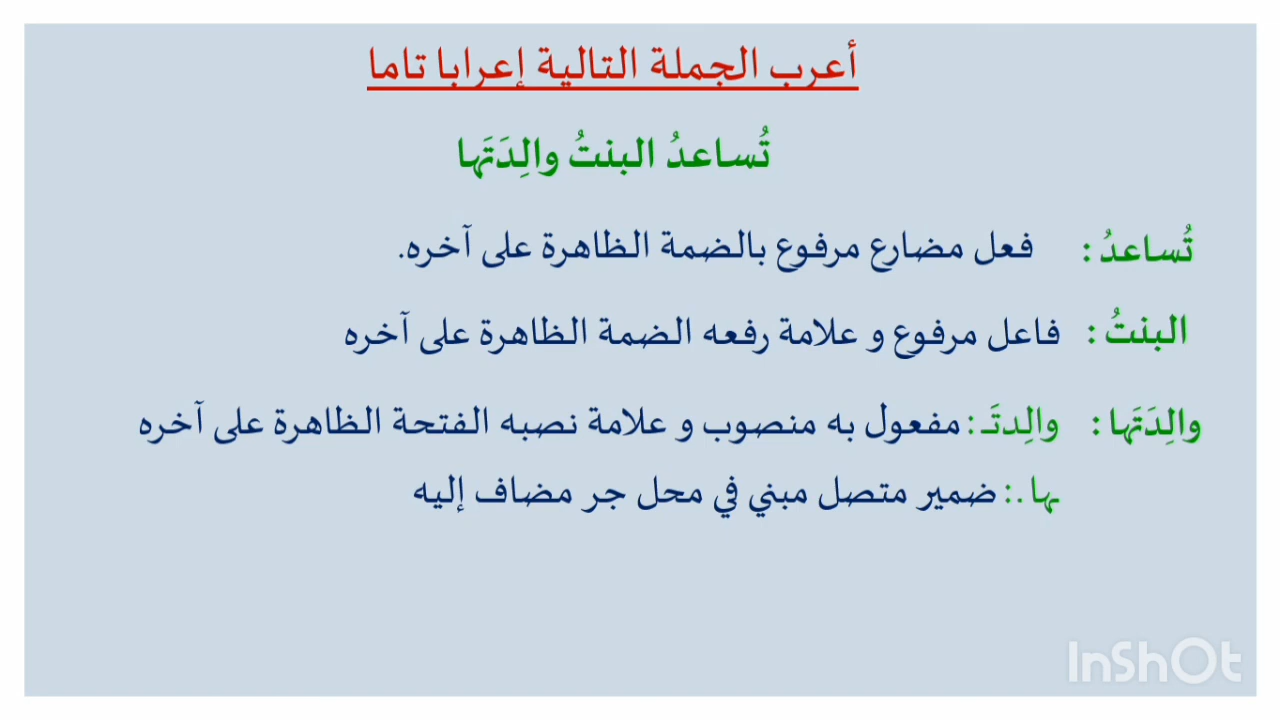 أعرب الجملة التالية إعرابا تاما
تُساعدُ البنتُ والِدَتَها
تُساعدُ : فعل مضارع مرفوع بالضمة الظاهرة على آخره.
البنتُ : فاعل مرفوع و علامة رفعه الضمة الظاهرة على آخره
والِدَتَها : والِدتَـ : مفعول به منصوب و علامة نصبه الفتحة الظاهرة على آخره
ـها .: ضمير متصل مبني في محل جر مضاف إليه
InShOt